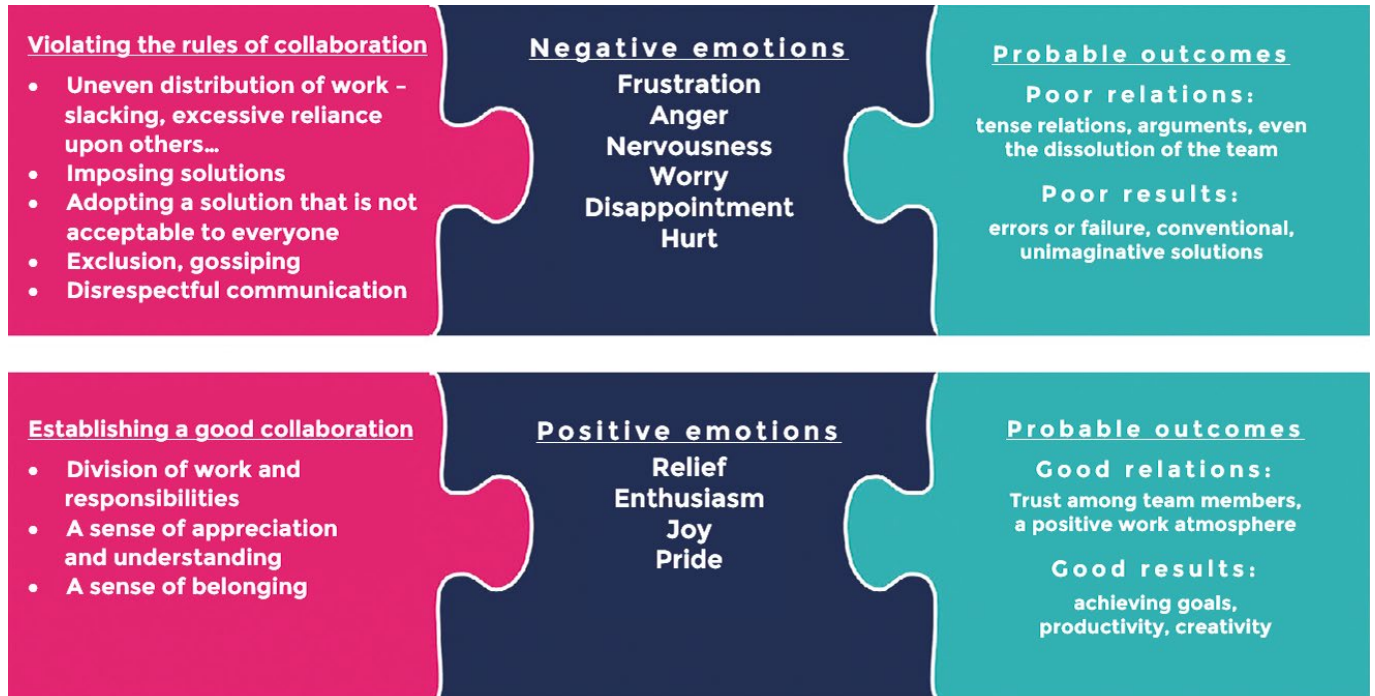 Violating the rules of collaboration
• Uneven distribution of work –
slacking, excessive reliance
upon others...
• Imposing solutions
• Adopting a solution that is not
acceptable to everyone
• Exclusion, gossiping
• Disrespectful communication
Negative emotions
Frustration
Anger
Nervousness
Worry
Disappointment
Hurt
Probable outcomes
Poor relations:
tense relations, arguments, even
the dissolution of the team
Poor results:
errors or failure, conventional,
unimaginative solutions
Establishing a good collaboration
• Division of work and
responsibilities
• A sense of appreciation
and understanding
• A sense of belonging
Positive emotions
Relief
Enthusiasm
Joy
Pride
Probable outcomes
Good relations:
Trust among team members,
a positive work atmosphere
Good results:
achieving goals,
productivity, creativity